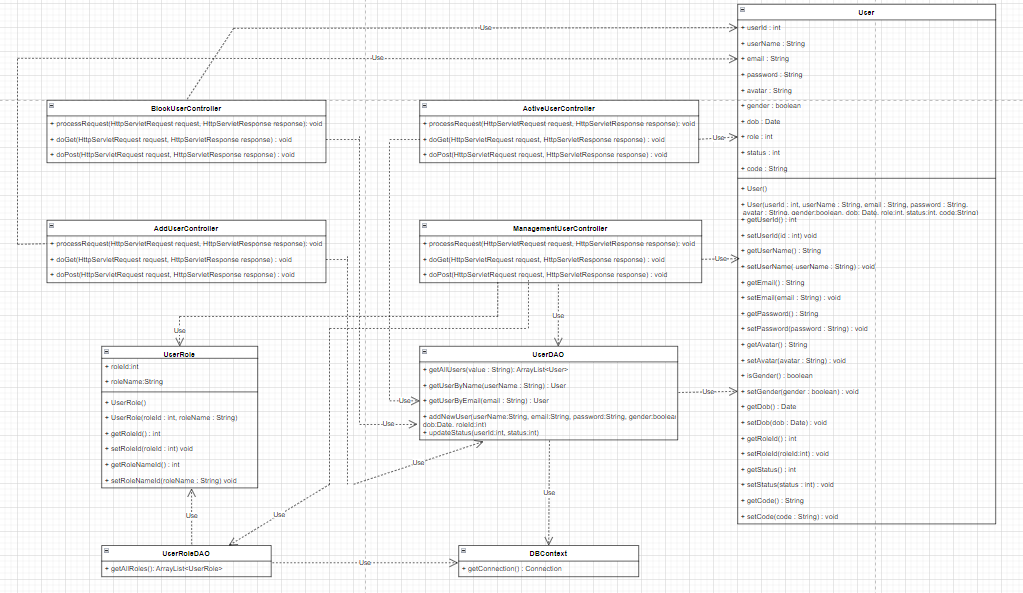 User
+ userId : int
+ userName : String
+ email : String
+ password : String
+ avatar : String
+ gender : boolean
+ dob : Date
+ role : int
+ status : int
+ code : String
+ User()
+ User(userId : int, userName : String, email : String, password : String,
avatar : String, gender:boolean, dob: Date, role:int, status:int, code:String)
+ getUserId() : int
+ setUserId(id : int) void
+ getUserName() : String
+ setUserName( userName : String) : void
+ getEmail() : String
+ setEmail(email : String) : void
+ getPassword() : String
+ setPassword(password : String) : void
+ getAvatar() : String
+ setAvatar(avatar : String) : void
+ isGender() : boolean
+ setGender(gender : boolean) : void
+ getDob() : Date
+ setDob(dob : Date) : void
+ getRoleId() : int
+ setRoleId(roleId:int) : void
+ getStatus() : int
+ setStatus(status : int) : void
+ getCode() : String
+ setCode(code : String) : void
Use
Use
BlockUserController
+ processRequest(HttpServletRequest request, HttpServletResponse response): void
+ doGet(HttpServletRequest request, HttpServletResponse response) : void
+ doPost(HttpServletRequest request, HttpServletResponse response) : void
ActiveUserController
+ processRequest(HttpServletRequest request, HttpServletResponse response): void
+ doGet(HttpServletRequest request, HttpServletResponse response) : void
+ doPost(HttpServletRequest request, HttpServletResponse response) : void
Use
AddUserController
+ processRequest(HttpServletRequest request, HttpServletResponse response): void
+ doGet(HttpServletRequest request, HttpServletResponse response) : void
+ doPost(HttpServletRequest request, HttpServletResponse response) : void
ManagementUserController
+ processRequest(HttpServletRequest request, HttpServletResponse response): void
+ doGet(HttpServletRequest request, HttpServletResponse response) : void
+ doPost(HttpServletRequest request, HttpServletResponse response) : void
Use
Use
Use
UserRole
+ roleId:int
+ roleName:String
+ UserRole()
+ UserRole(roleId : int, roleName : String)
+ getRoleId() : int
+ setRoleId(roleId : int) void
+ getRoleNameId() : int
+ setRoleNameId(roleName : String) void
UserDAO
+ getAllUsers(value : String): ArrayList<User>
+ getUserByName(userName : String) : User
+ getUserByEmail(email : String) : User
+ addNewUser(userName:String, email:String, password:String, gender:boolean
dob:Date, roleId:int)
+ updateStatus(userId:int, status:int)
Use
Use
Use
Use
Use
Use
Use
UserRoleDAO
+ getAllRoles(): ArrayList<UserRole>
Use
DBContext
+ getConnection() : Connection